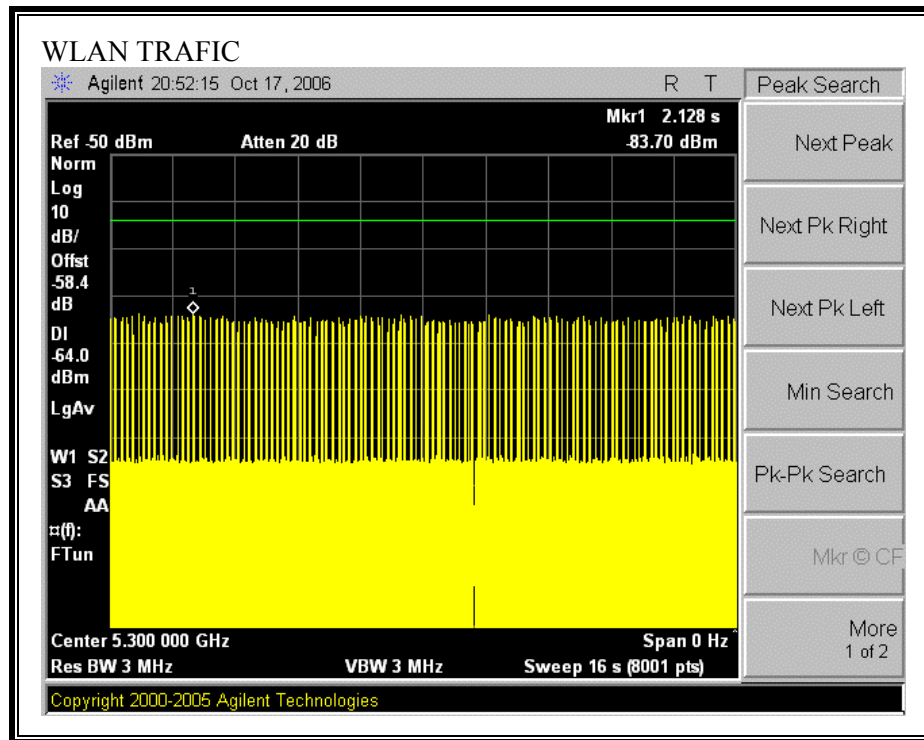 WLAN TRAFIC
Agilent 20:52:15 Oct 17, 2006 R T
Peak Search
Mkr1 2.128 s
Ref -50 dBm Atten 20 dB -83.70 dBm
Norm
Log
10
dB/
Offst
-58.4
dB
DI
-64.0
dBm
LgAv
W1 S2
S3 FS
AA
¤(f):
FTun
1
Center 5.300 000 GHz Span 0 Hz^
Res BW 3 MHz VBW 3 MHz Sweep 16 s (8001 pts)
Copyright 2000-2005 Agilent Technologies
Next Peak
Next Pk Right
Next Pk Left
Min Search
Pk-Pk Search
Mkr © CF
More
1 of 2